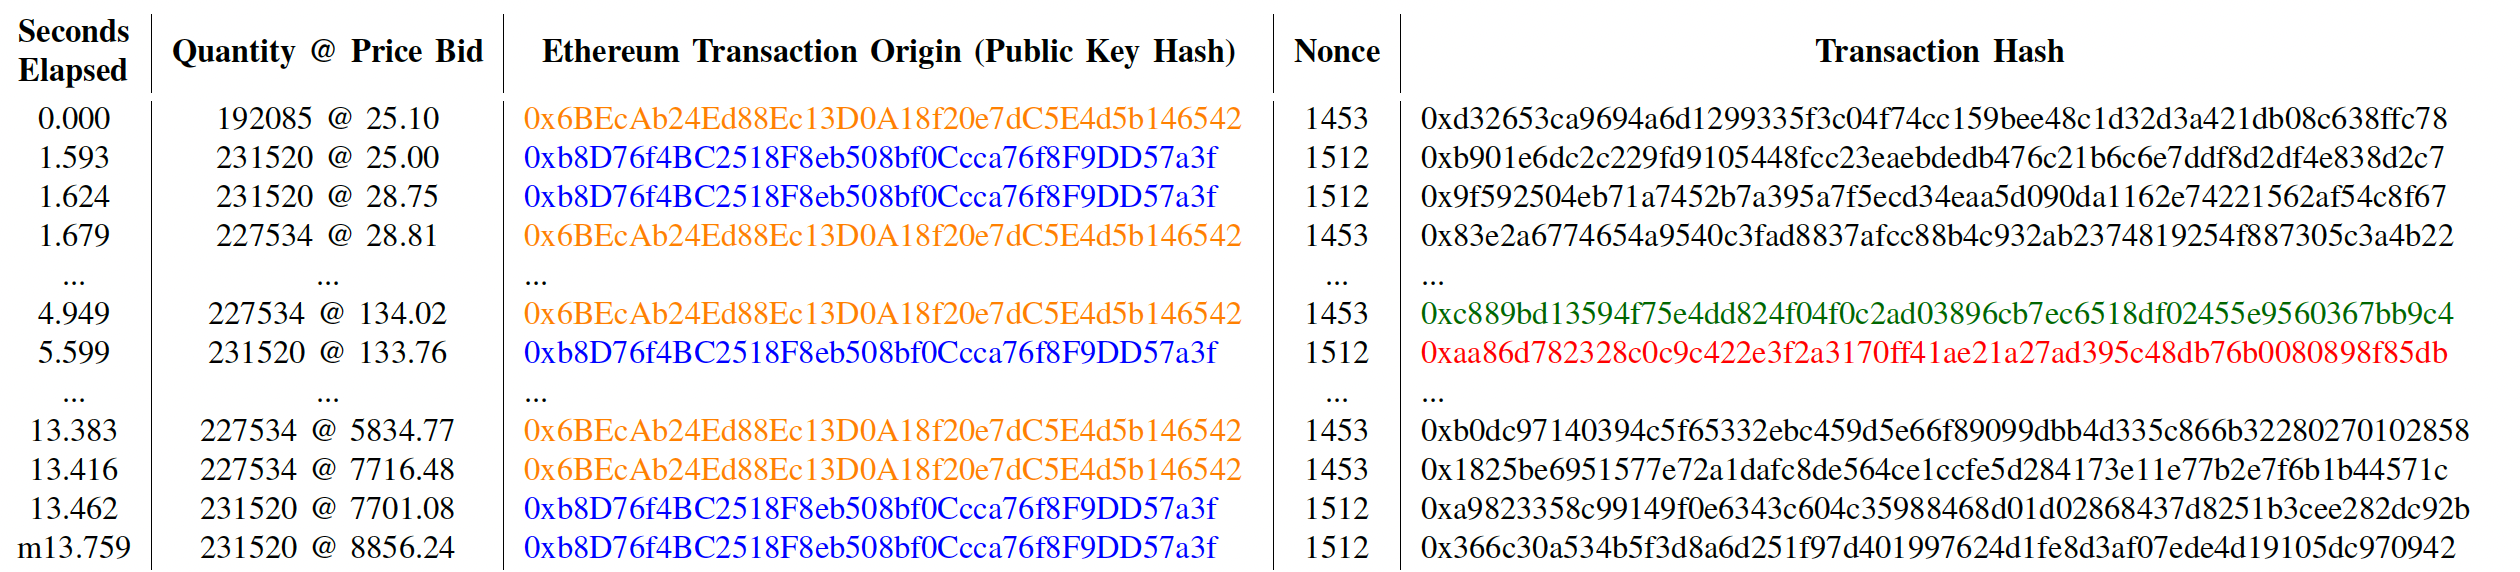 Seconds Elapsed Quantity @ Price Bid Ethereum Transaction Origin (Public Key Hash) Nonce Transaction Hash
0.000 192085 @ 25.10 0x6BEcAb24Ed88Ec13D0A18f20e7dC5E4d5b146542 1453 0xd32653ca9694a6d1299335f3c04f74cc159bee48c1d32d3a421db08c638ffc78
1.593 231520 @ 25.00 0xb8D76f4BC2518F8eb508bf0Ccca76f8F9DD57a3f 1512 0xb901e6dc2c229fd9105448fcc23eaebdedb476c21b6c6e7ddf8d2df4e838d2c7
1.624 231520 @ 28.75 0xb8D76f4BC2518F8eb508bf0Ccca76f8F9DD57a3f 1512 0x9f592504eb71a7452b7a395a7f5ecd34eaa5d090da1162e74221562af54c8f67
1.679 227534 @ 28.81 0x6BEcAb24Ed88Ec13D0A18f20e7dC5E4d5b146542 1453 0x83e2a6774654a9540c3fad8837afcc88b4c932ab2374819254f887305c3a4b22
... ... ... ... ...
4.949 227534 @ 134.02 0x6BEcAb24Ed88Ec13D0A18f20e7dC5E4d5b146542 1453 0xc889bd13594f75e4dd824f04f0c2ad03896cb7ec6518df02455e9560367bb9c4
5.599 231520 @ 133.76 0xb8D76f4BC2518F8eb508bf0Ccca76f8F9DD57a3f 1512 0xaa86d782328c0c9c422e3f2a3170ff41ae21a27ad395c48db76b0080898f85db
... ... ... ... ...
13.383 227534 @ 5834.77 0x6BEcAb24Ed88Ec13D0A18f20e7dC5E4d5b146542 1453 0xb0dc97140394c5f65332ebc459d5e66f89099dbb4d335c866b32280270102858
13.416 227534 @ 7716.48 0x6BEcAb24Ed88Ec13D0A18f20e7dC5E4d5b146542 1453 0x1825be6951577e72a1dafc8de564ce1ccfe5d284173e11e77b2e7f6b1b44571c
13.462 231520 @ 7701.08 0xb8D76f4BC2518F8eb508bf0Ccca76f8F9DD57a3f 1512 0xa9823358c99149f0e6343c604c35988468d01d02868437d8251b3cee282dc92b
m13.759 231520 @ 8856.24 0xb8D76f4BC2518F8eb508bf0Ccca76f8F9DD57a3f 1512 0x366c30a534b5f3d8a6d251f97d401997624d1fe8d3af07ede4d19105dc970942